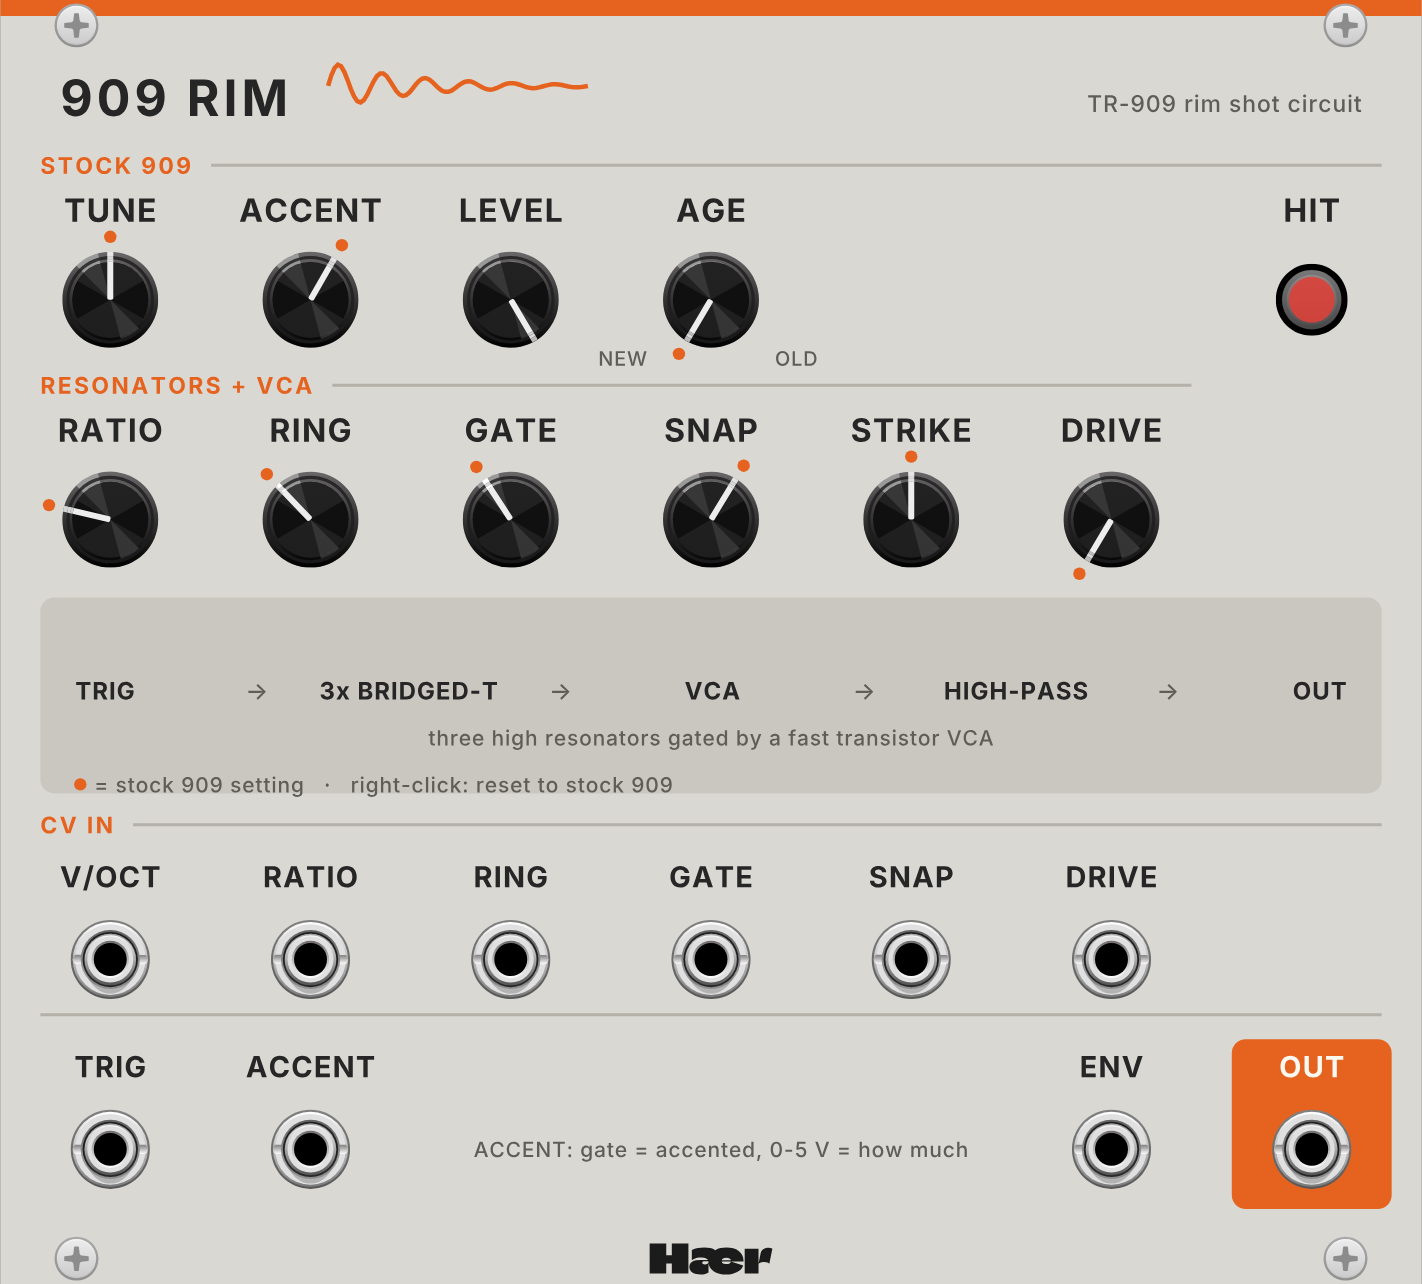 909 RIM
TR-909 rim shot circuit
STOCK 909
TUNE ACCENT LEVEL AGE HIT
NEW OLD
RESONATORS + VCA
RATIO RING GATE SNAP STRIKE DRIVE
TRIG → 3x BRIDGED-T → VCA → HIGH-PASS → OUT
three high resonators gated by a fast transistor VCA
= stock 909 setting · right-click: reset to stock 909
CV IN
V/OCT RATIO RING GATE SNAP DRIVE
TRIG ACCENT ENV OUT
ACCENT: gate = accented, 0-5 V = how much
Hær